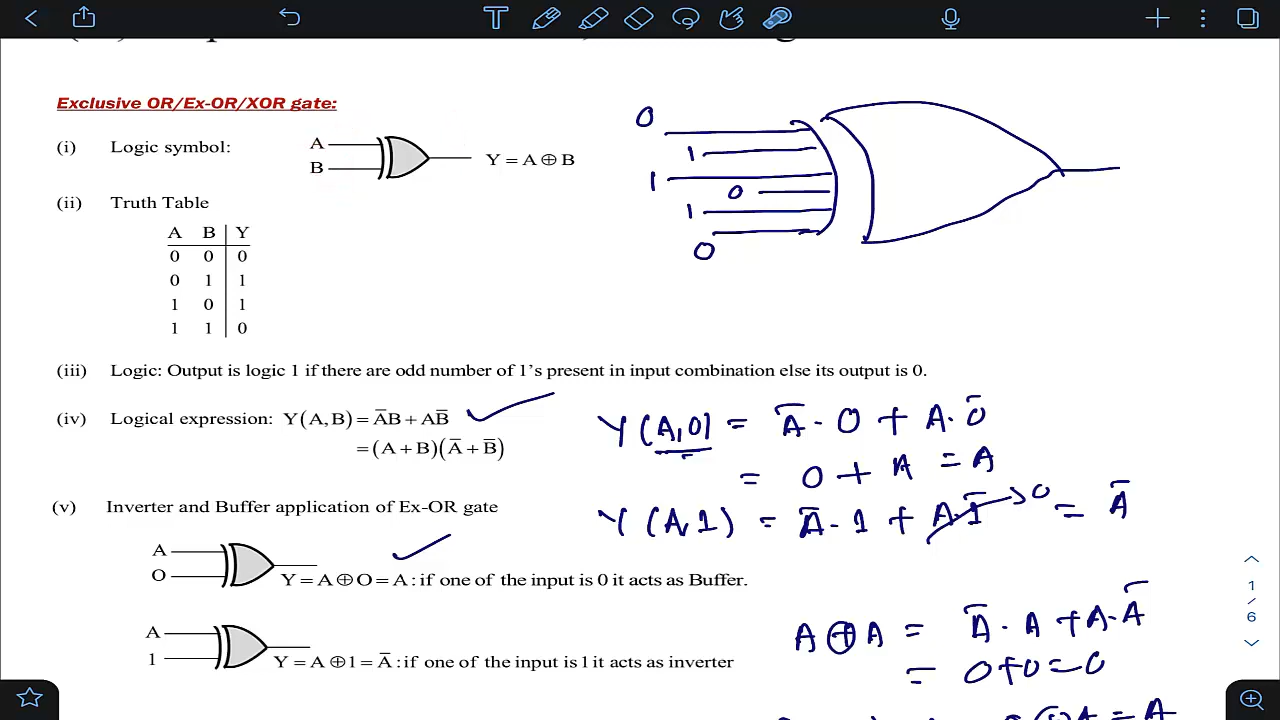 Exclusive OR/Ex-OR/XOR gate:
(i) Logic symbol:
A
B
Y = A ⊕ B
(ii) Truth Table
A B Y
0 0 0
0 1 1
1 0 1
1 1 0
0
1
1
0
1
0
(iii) Logic: Output is logic 1 if there are odd number of 1's present in input combination else its output is 0.
(iv) Logical expression: Y(A,B) = A̅B + AB̅
= (A + B)(A̅ + B̅)
Y (A,0) = A̅ · 0 + A · 0̅
= 0 + A = A
Y (A,1) = A̅ · 1 + A · 1̅ → 0 = A̅
(v) Inverter and Buffer application of Ex-OR gate
A
O
Y = A ⊕ O = A : if one of the input is 0 it acts as Buffer.
A
1
Y = A ⊕ 1 = A̅ : if one of the input is 1 it acts as inverter
A ⊕ A = A̅ · A + A · A̅
= 0 + 0 = 0
1
/
6